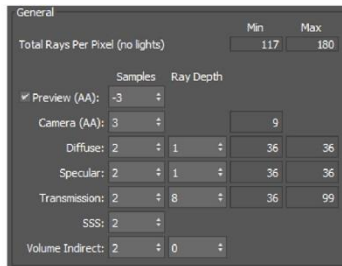 General
Min Max
Total Rays Per Pixel (no lights) 117 180
Samples Ray Depth
Preview (AA): -3
Camera (AA): 3 9
Diffuse: 2 1 36 36
Specular: 2 1 36 36
Transmission: 2 8 36 99
SSS: 2
Volume Indirect: 2 0